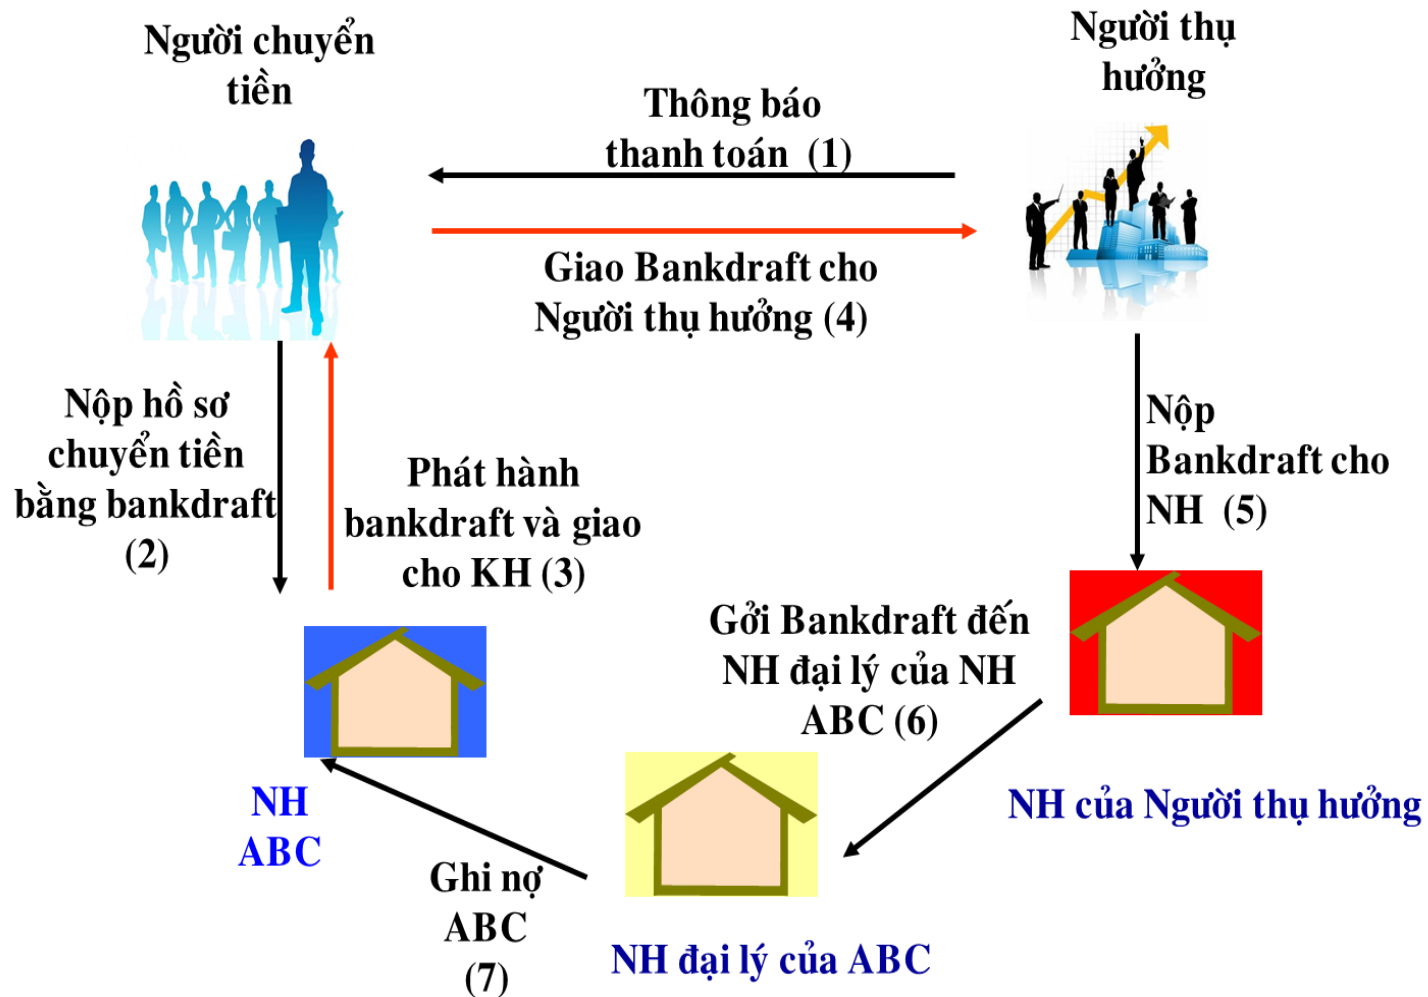 Người chuyển
tiền
Người thụ
hưởng
Thông báo
thanh toán (1)
Giao Bankdraft cho
Người thụ hưởng (4)
Nộp hồ sơ
chuyển tiền
bằng bankdraft
(2)
Phát hành
bankdraft và giao
cho KH (3)
Nộp
Bankdraft cho
NH (5)
Gởi Bankdraft đến
NH đại lý của NH
ABC (6)
NH
ABC
NH của Người thụ hưởng
Ghi nợ
ABC
(7)
NH đại lý của ABC